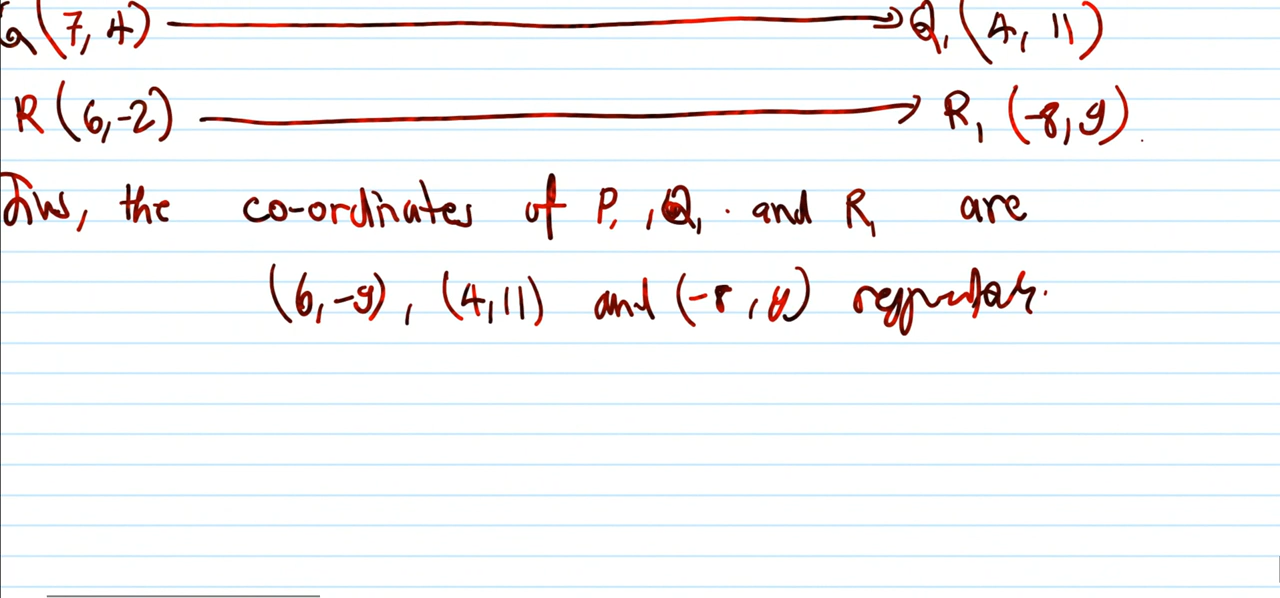 Q(7, 4) → Q₁ (4, 11)
R(6,-2) → R₁ (-8, 9).
Thus, the co-ordinates of P₁, Q₁. and R₁ are
(6, -9), (4, 11) and (-8, 9)